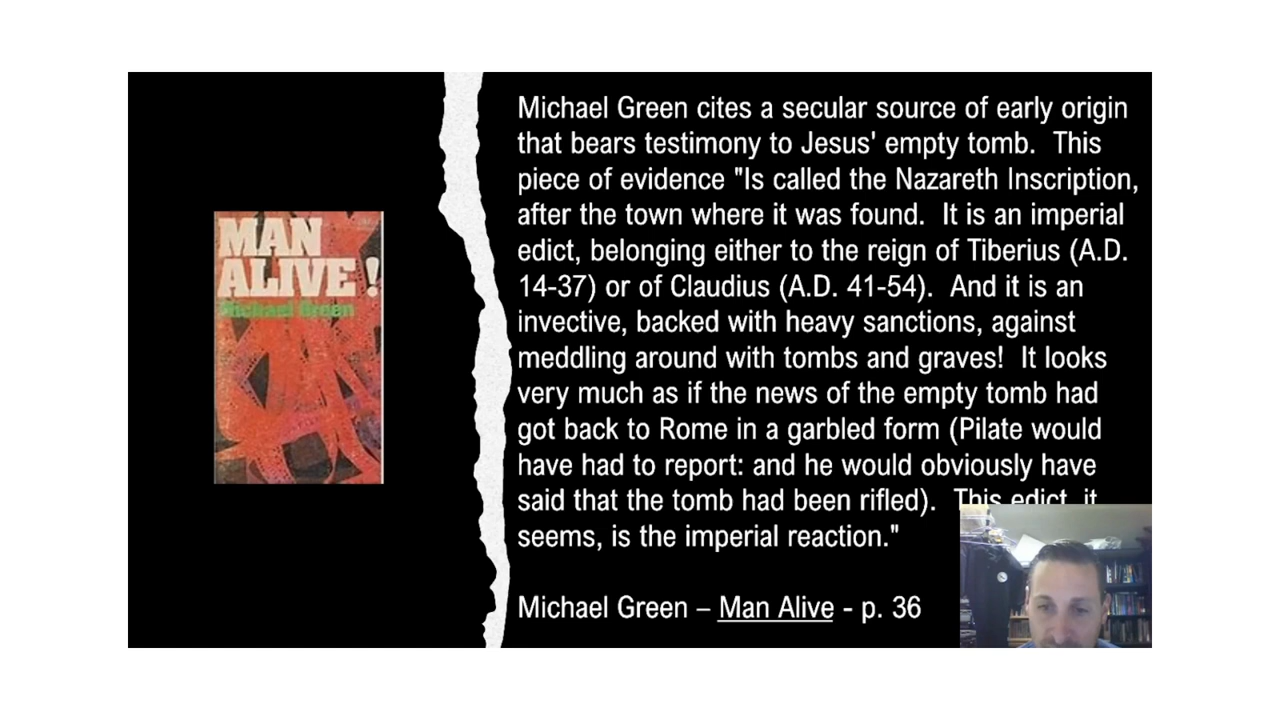 MAN
ALIVE!
Michael Green
Michael Green cites a secular source of early origin
that bears testimony to Jesus' empty tomb.  This
piece of evidence "Is called the Nazareth Inscription,
after the town where it was found.  It is an imperial
edict, belonging either to the reign of Tiberius (A.D.
14-37) or of Claudius (A.D. 41-54).  And it is an
invective, backed with heavy sanctions, against
meddling around with tombs and graves!  It looks
very much as if the news of the empty tomb had
got back to Rome in a garbled form (Pilate would
have had to report: and he would obviously have
said that the tomb had been rifled).  This edict, it
seems, is the imperial reaction."
Michael Green – Man Alive - p. 36